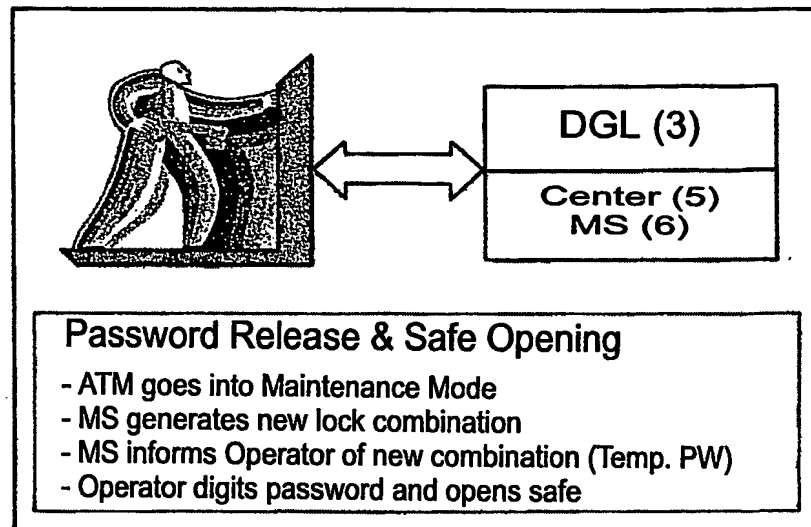 DGL (3)
Center (5)
MS (6)
Password Release & Safe Opening
- ATM goes into Maintenance Mode
- MS generates new lock combination
- MS informs Operator of new combination (Temp. PW)
- Operator digits password and opens safe